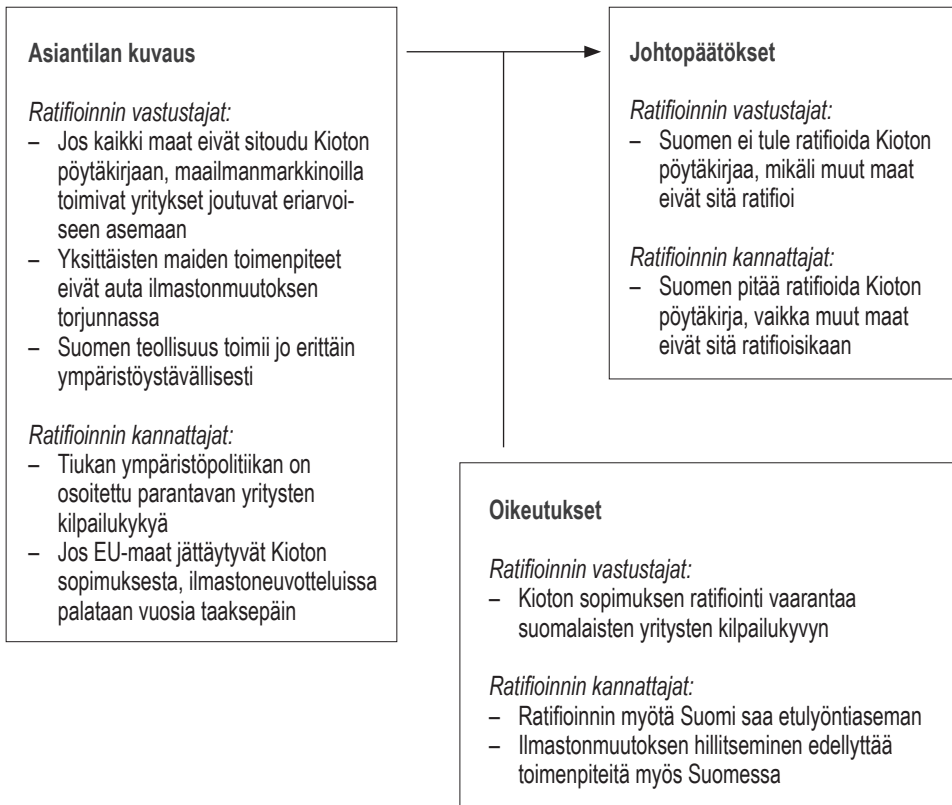 Asiantilan kuvaus
Ratifioinnin vastustajat:
– Jos kaikki maat eivät sitoudu Kioton
pöytäkirjaan, maailmanmarkkinoilla
toimivat yritykset joutuvat eriarvoi-
seen asemaan
– Yksittäisten maiden toimenpiteet
eivät auta ilmastonmuutoksen
torjunnassa
– Suomen teollisuus toimii jo erittäin
ympäristöystävällisesti
Ratifioinnin kannattajat:
– Tiukan ympäristöpolitiikan on
osoitettu parantavan yritysten
kilpailukykyä
– Jos EU-maat jättäytyvät Kioton
sopimuksesta, ilmastoneuvotteluissa
palataan vuosia taaksepäin
Johtopäätökset
Ratifioinnin vastustajat:
– Suomen ei tule ratifioida Kioton
pöytäkirjaa, mikäli muut maat
eivät sitä ratifioi
Ratifioinnin kannattajat:
– Suomen pitää ratifioida Kioton
pöytäkirja, vaikka muut maat
eivät sitä ratifioisikaan
Oikeutukset
Ratifioinnin vastustajat:
– Kioton sopimuksen ratifiointi vaarantaa
suomalaisten yritysten kilpailukyvyn
Ratifioinnin kannattajat:
– Ratifioinnin myötä Suomi saa etulyöntiaseman
– Ilmastonmuutoksen hillitseminen edellyttää
toimenpiteitä myös Suomessa